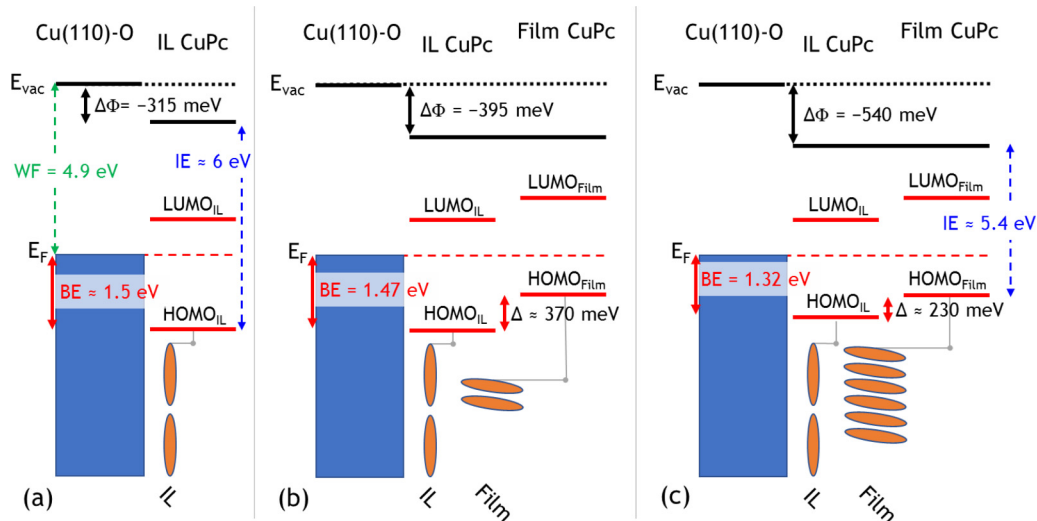 Cu(110)-O
IL CuPc
E_vac
ΔΦ= −315 meV
WF = 4.9 eV
IE ≈ 6 eV
LUMO_IL
E_F
BE ≈ 1.5 eV
HOMO_IL
(a)
IL
Cu(110)-O
IL CuPc
Film CuPc
E_vac
ΔΦ = −395 meV
LUMO_Film
LUMO_IL
E_F
HOMO_Film
BE = 1.47 eV
HOMO_IL
Δ ≈ 370 meV
(b)
IL
Film
Cu(110)-O
IL CuPc
Film CuPc
E_vac
ΔΦ = −540 meV
LUMO_Film
LUMO_IL
IE ≈ 5.4 eV
E_F
BE = 1.32 eV
HOMO_Film
HOMO_IL
Δ ≈ 230 meV
(c)
IL
Film